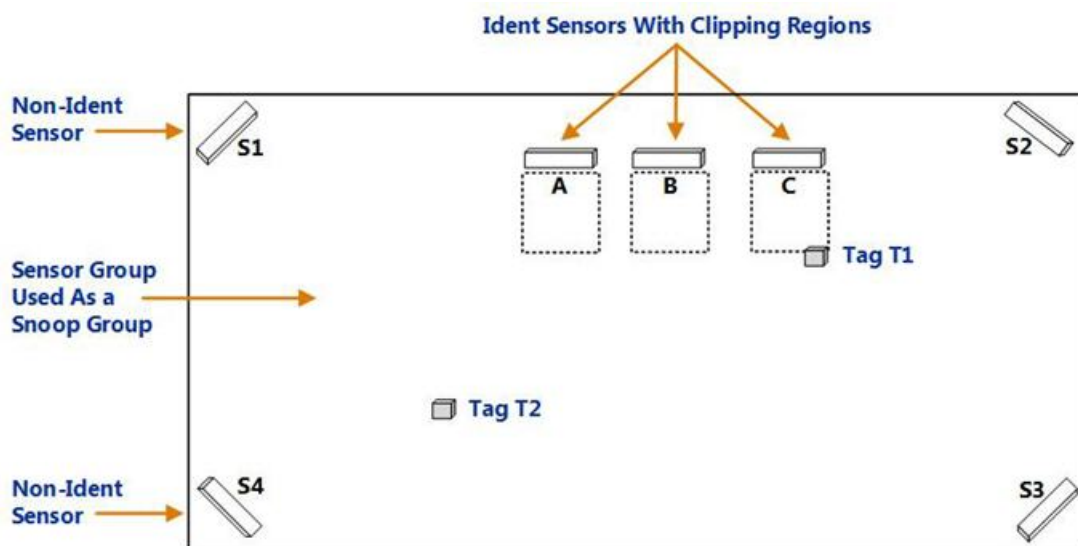 Ident Sensors With Clipping Regions
Non-Ident
Sensor
S1
S2
A
B
C
Tag T1
Sensor Group
Used As a
Snoop Group
Tag T2
Non-Ident
Sensor
S4
S3